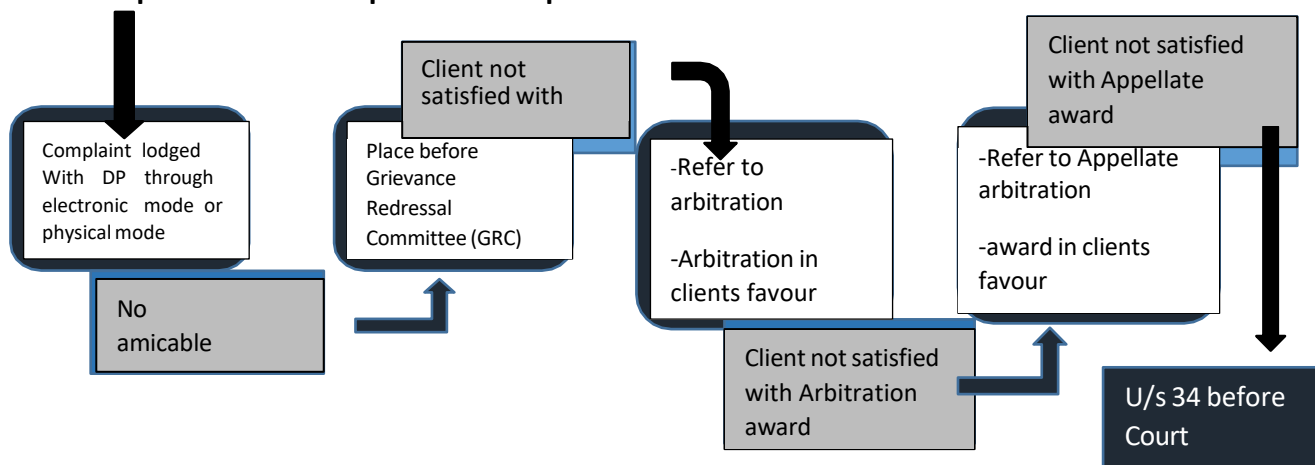 Complaint lodged
With DP through
electronic mode or
physical mode
No
amicable
Client not
satisfied with
Place before
Grievance
Redressal
Committee (GRC)
-Refer to
arbitration
-Arbitration in
clients favour
Client not satisfied
with Arbitration
award
Client not satisfied
with Appellate
award
-Refer to Appellate
arbitration
-award in clients
favour
U/s 34 before
Court